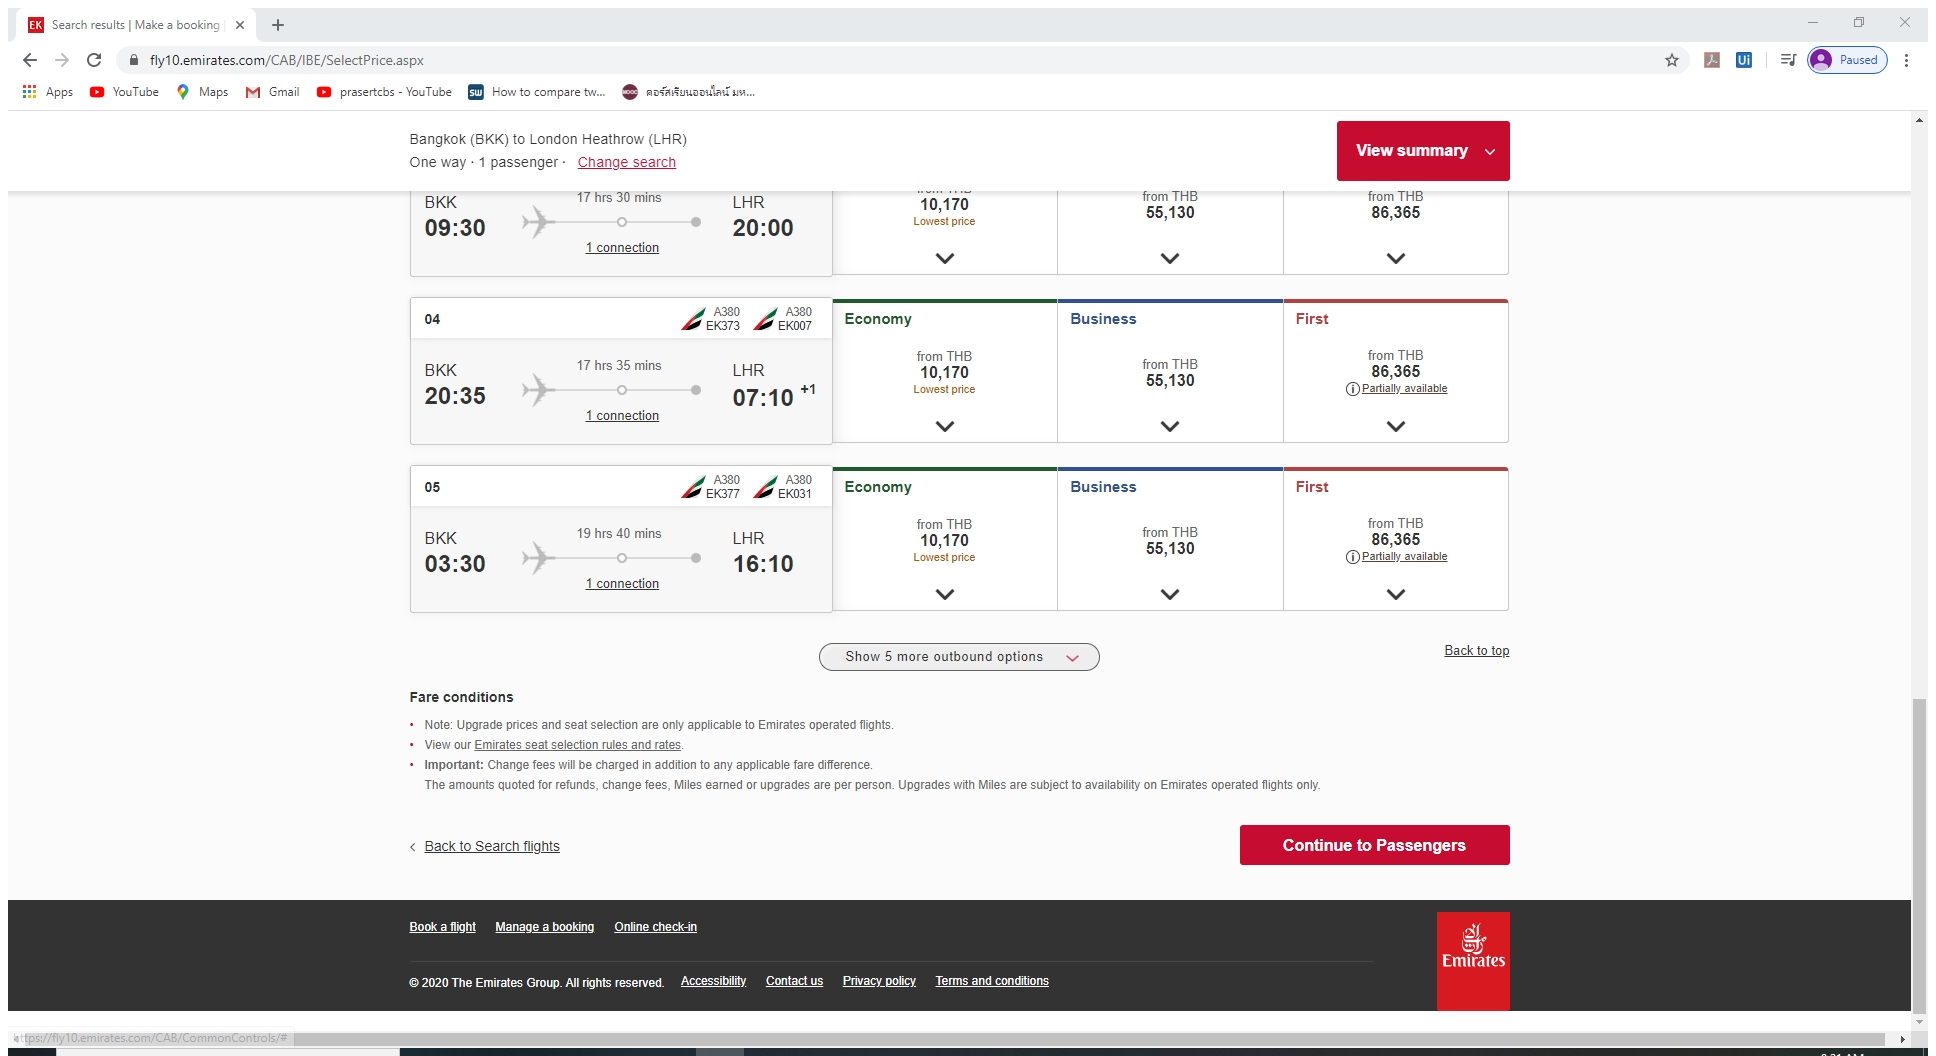 EK Search results | Make a booking
fly10.emirates.com/CAB/IBE/SelectPrice.aspx
Ui
Paused
Apps
YouTube
Maps
Gmail
prasertcbs - YouTube
sw
How to compare tw...
MOOC
คอร์สเรียนออนไลน์ มห...
Bangkok (BKK) to London Heathrow (LHR)
One way · 1 passenger · Change search
View summary
BKK
09:30
17 hrs 30 mins
1 connection
LHR
20:00
10,170
Lowest price
from THB
55,130
from THB
86,365
04
A380
EK373
A380
EK007
BKK
20:35
17 hrs 35 mins
1 connection
LHR
07:10 +1
Economy
from THB
10,170
Lowest price
Business
from THB
55,130
First
from THB
86,365
Partially available
05
A380
EK377
A380
EK031
BKK
03:30
19 hrs 40 mins
1 connection
LHR
16:10
Economy
from THB
10,170
Lowest price
Business
from THB
55,130
First
from THB
86,365
Partially available
Show 5 more outbound options
Back to top
Fare conditions
• Note: Upgrade prices and seat selection are only applicable to Emirates operated flights.
• View our Emirates seat selection rules and rates.
• Important: Change fees will be charged in addition to any applicable fare difference.
The amounts quoted for refunds, change fees, Miles earned or upgrades are per person. Upgrades with Miles are subject to availability on Emirates operated flights only.
Back to Search flights
Continue to Passengers
Book a flight
Manage a booking
Online check-in
Emirates
© 2020 The Emirates Group. All rights reserved.
Accessibility
Contact us
Privacy policy
Terms and conditions
https://fly10.emirates.com/CAB/CommonControls/#